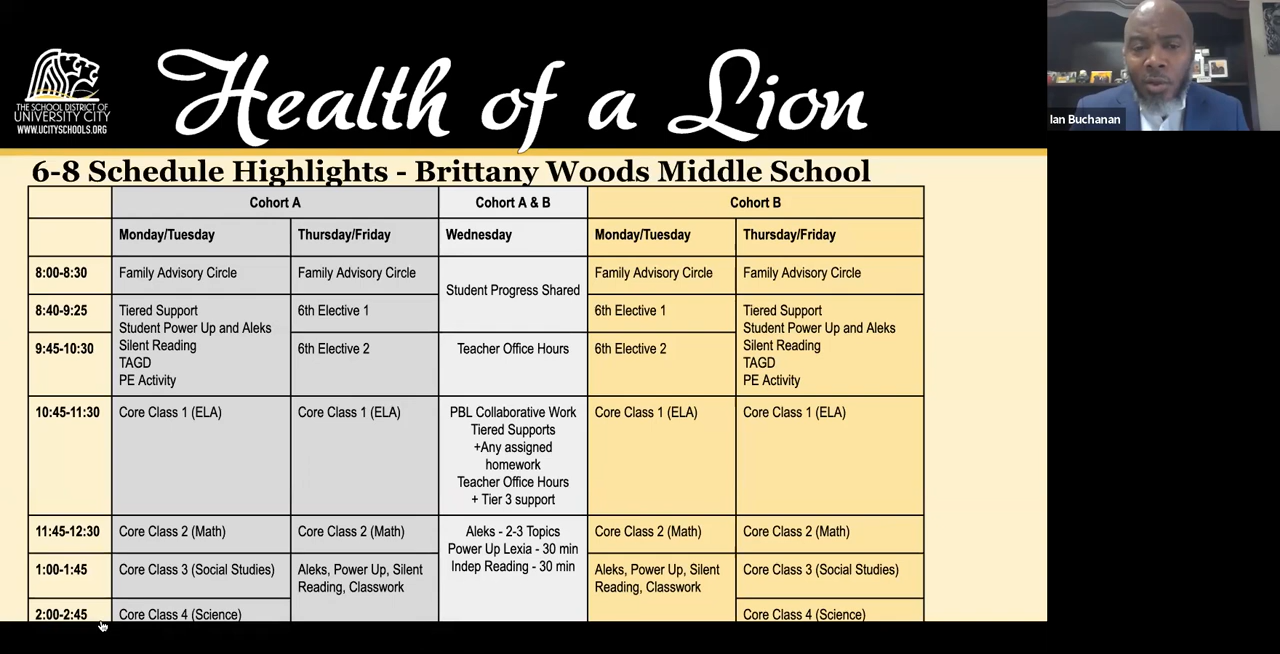 Health of a Lion
THE SCHOOL DISTRICT OF
UNIVERSITY CITY
WWW.UCITYSCHOOLS.ORG
Ian Buchanan
6-8 Schedule Highlights - Brittany Woods Middle School
Cohort A
Cohort A & B
Cohort B
Monday/Tuesday
Thursday/Friday
Wednesday
Monday/Tuesday
Thursday/Friday
8:00-8:30
Family Advisory Circle
Family Advisory Circle
Student Progress Shared
Family Advisory Circle
Family Advisory Circle
8:40-9:25
Tiered Support
Student Power Up and Aleks
Silent Reading
TAGD
PE Activity
6th Elective 1
6th Elective 1
Tiered Support
Student Power Up and Aleks
Silent Reading
TAGD
PE Activity
9:45-10:30
6th Elective 2
Teacher Office Hours
6th Elective 2
10:45-11:30
Core Class 1 (ELA)
Core Class 1 (ELA)
PBL Collaborative Work
Tiered Supports
+Any assigned
homework
Teacher Office Hours
+ Tier 3 support
Core Class 1 (ELA)
Core Class 1 (ELA)
11:45-12:30
Core Class 2 (Math)
Core Class 2 (Math)
Aleks - 2-3 Topics
Power Up Lexia - 30 min
Indep Reading - 30 min
Core Class 2 (Math)
Core Class 2 (Math)
1:00-1:45
Core Class 3 (Social Studies)
Aleks, Power Up, Silent
Reading, Classwork
Aleks, Power Up, Silent
Reading, Classwork
Core Class 3 (Social Studies)
2:00-2:45
Core Class 4 (Science)
Core Class 4 (Science)